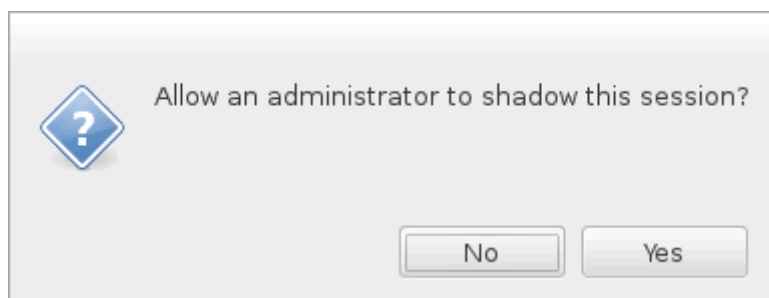 Allow an administrator to shadow this session?
?
No
Yes